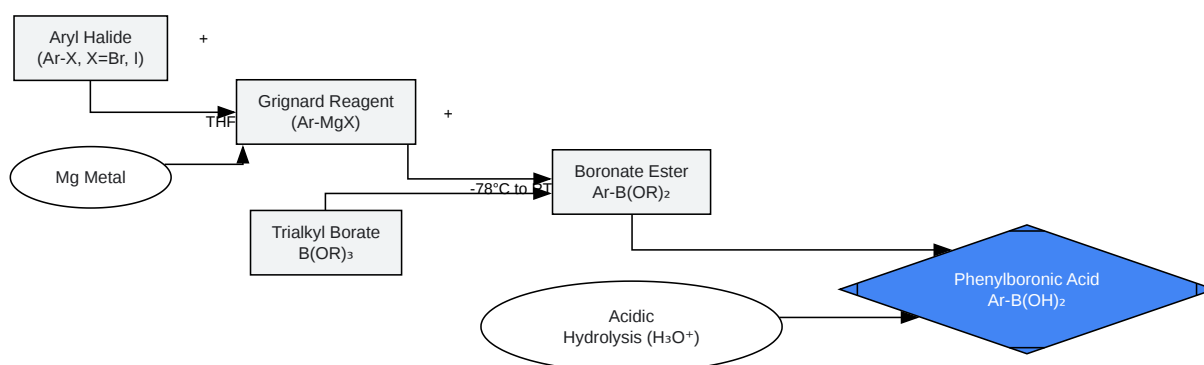 Aryl Halide
(Ar-X, X=Br, I)
+
Grignard Reagent
(Ar-MgX)
+
THF
Mg Metal
Boronate Ester
Ar-B(OR)₂
-78°C to RT
Trialkyl Borate
B(OR)₃
Phenylboronic Acid
Ar-B(OH)₂
Acidic
Hydrolysis (H₃O⁺)